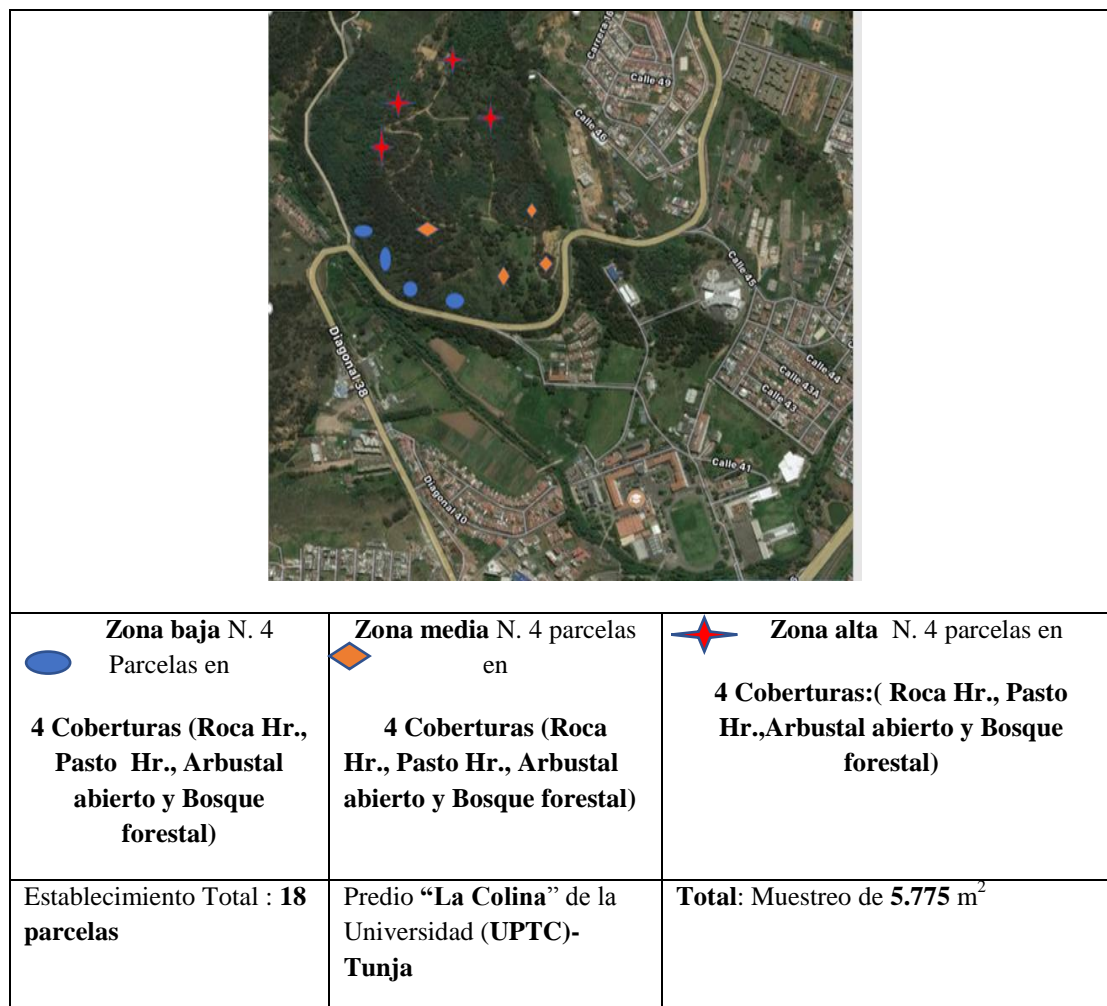 Carrera 16
Calle 49
Calle 46
Calle 45
Calle 44
Calle 43A
Calle 43
Calle 41
Diagonal 38
Diagonal 40
Zona baja N. 4
Parcelas en
4 Coberturas (Roca Hr.,
Pasto Hr., Arbustal
abierto y Bosque
forestal)
Zona media N. 4 parcelas
en
4 Coberturas (Roca
Hr., Pasto Hr., Arbustal
abierto y Bosque forestal)
Zona alta N. 4 parcelas en
4 Coberturas:( Roca Hr., Pasto
Hr.,Arbustal abierto y Bosque
forestal)
Establecimiento Total : 18
parcelas
Predio “La Colina” de la
Universidad (UPTC)-
Tunja
Total: Muestreo de 5.775 m²